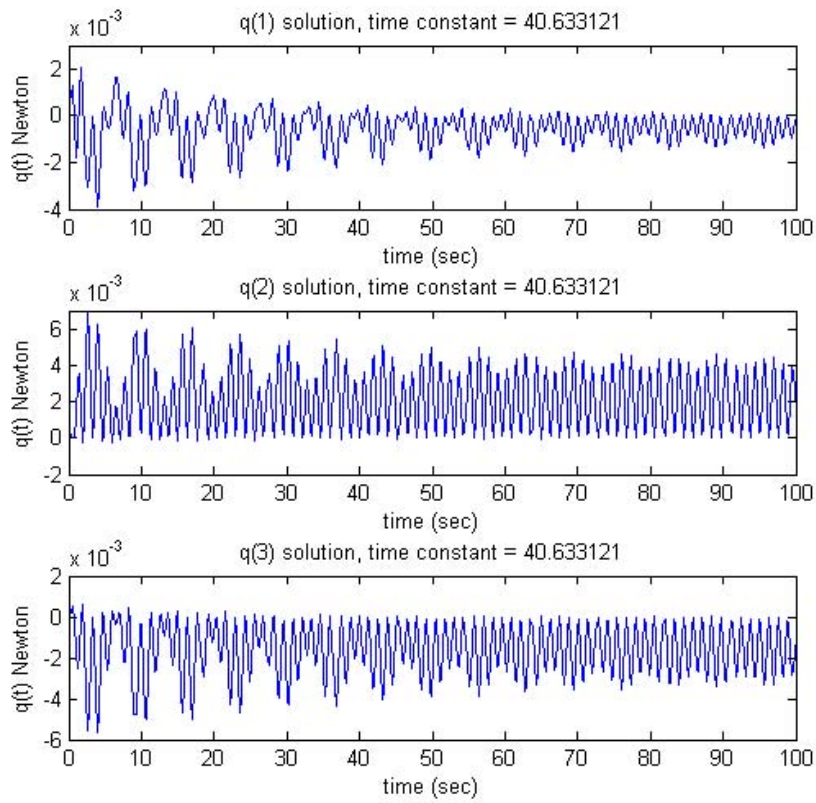 x 10^-3
q(1) solution, time constant = 40.633121
2
0
-2
-4
q(t) Newton
0 10 20 30 40 50 60 70 80 90 100
time (sec)
x 10^-3
q(2) solution, time constant = 40.633121
6
4
2
0
-2
q(t) Newton
0 10 20 30 40 50 60 70 80 90 100
time (sec)
x 10^-3
q(3) solution, time constant = 40.633121
2
0
-2
-4
-6
q(t) Newton
0 10 20 30 40 50 60 70 80 90 100
time (sec)